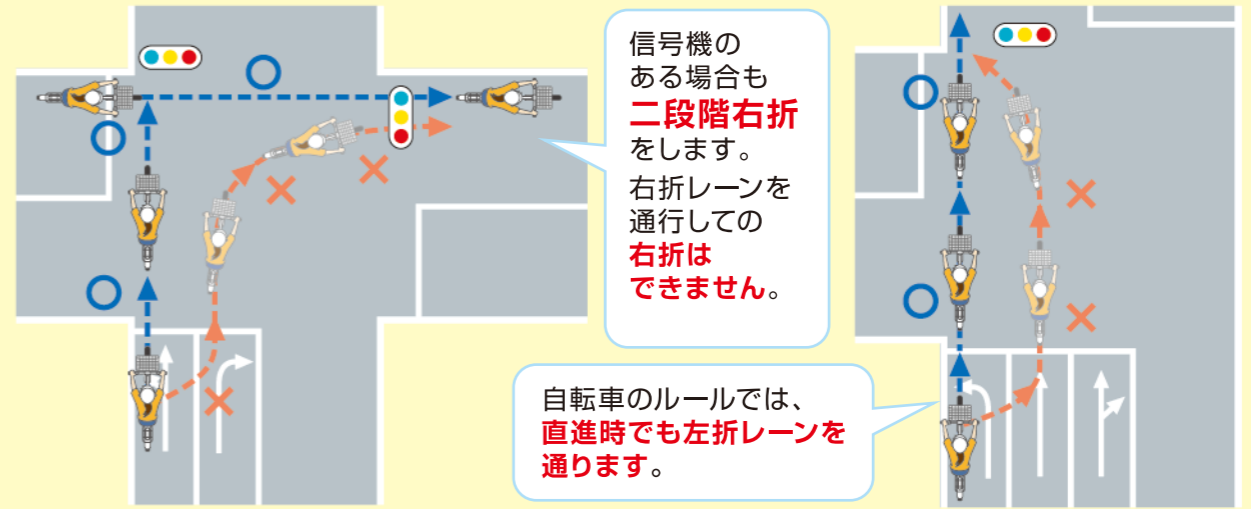 信号機の
ある場合も
二段階右折
をします。
右折レーンを
通行しての
右折は
できません。
自転車のルールでは、
直進時でも左折レーンを
通ります。